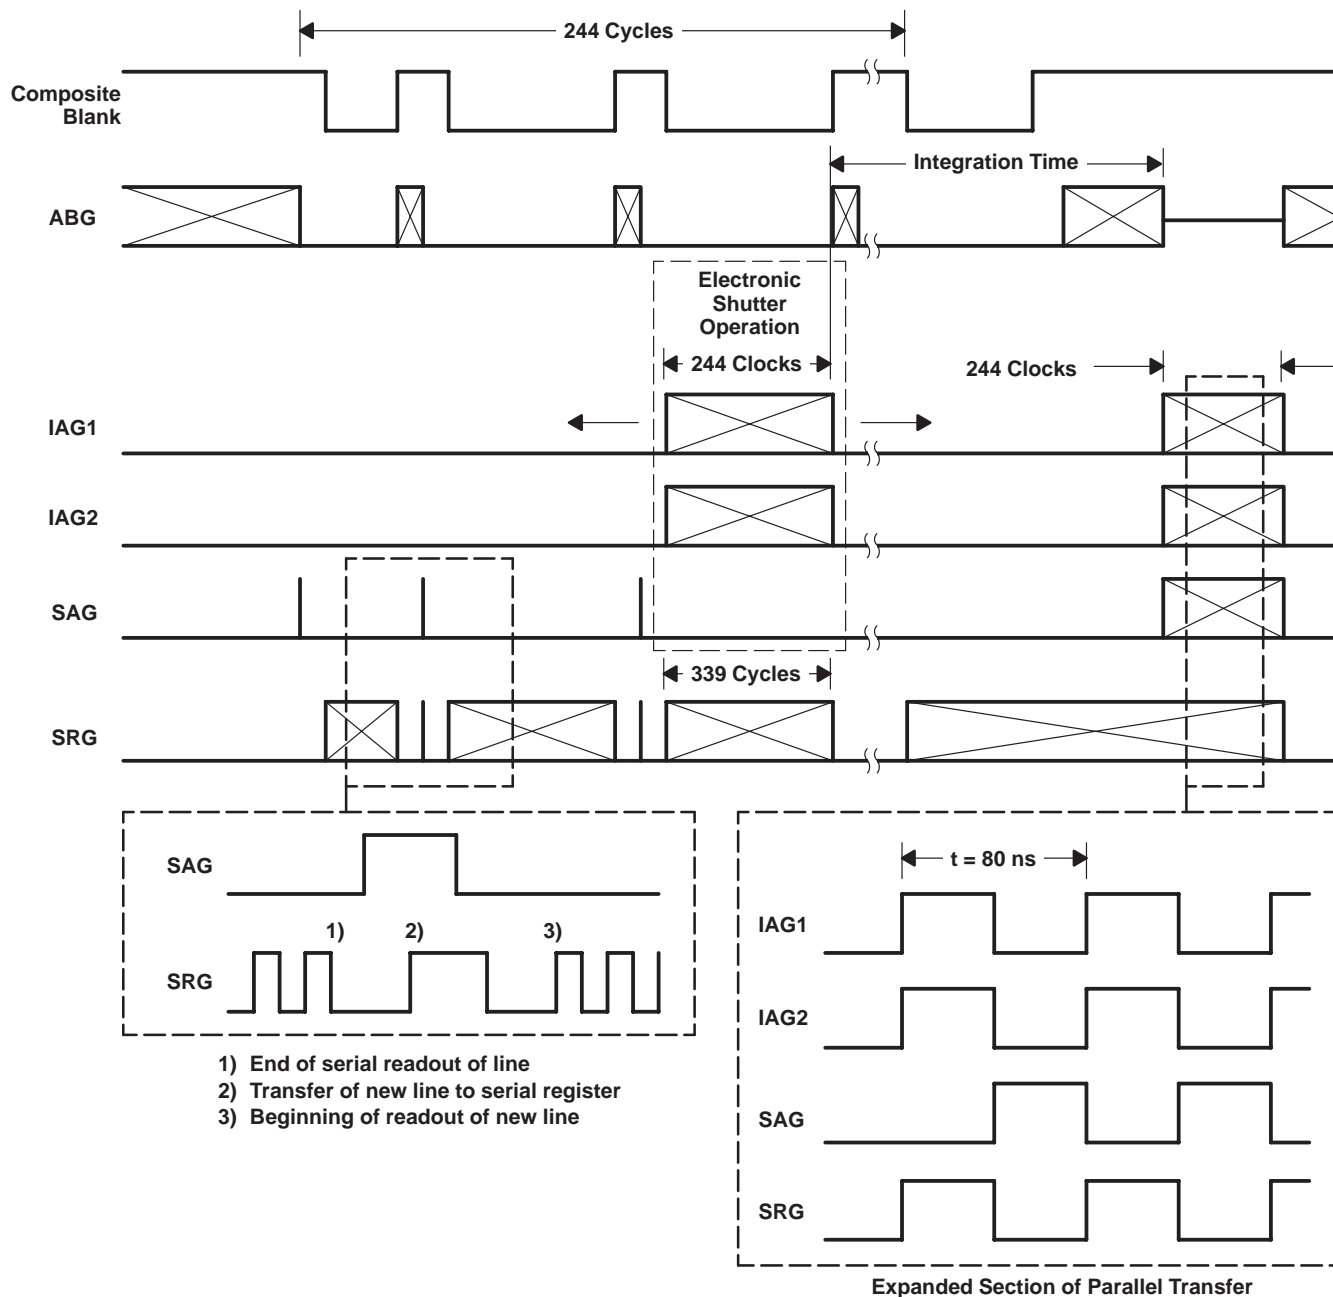 244 Cycles
Composite
Blank
Integration Time
ABG
Electronic
Shutter
Operation
244 Clocks
244 Clocks
IAG1
IAG2
SAG
339 Cycles
SRG
SAG
1) 2) 3)
SRG
t = 80 ns
IAG1
IAG2
SAG
SRG
1) End of serial readout of line
2) Transfer of new line to serial register
3) Beginning of readout of new line
Expanded Section of Parallel Transfer